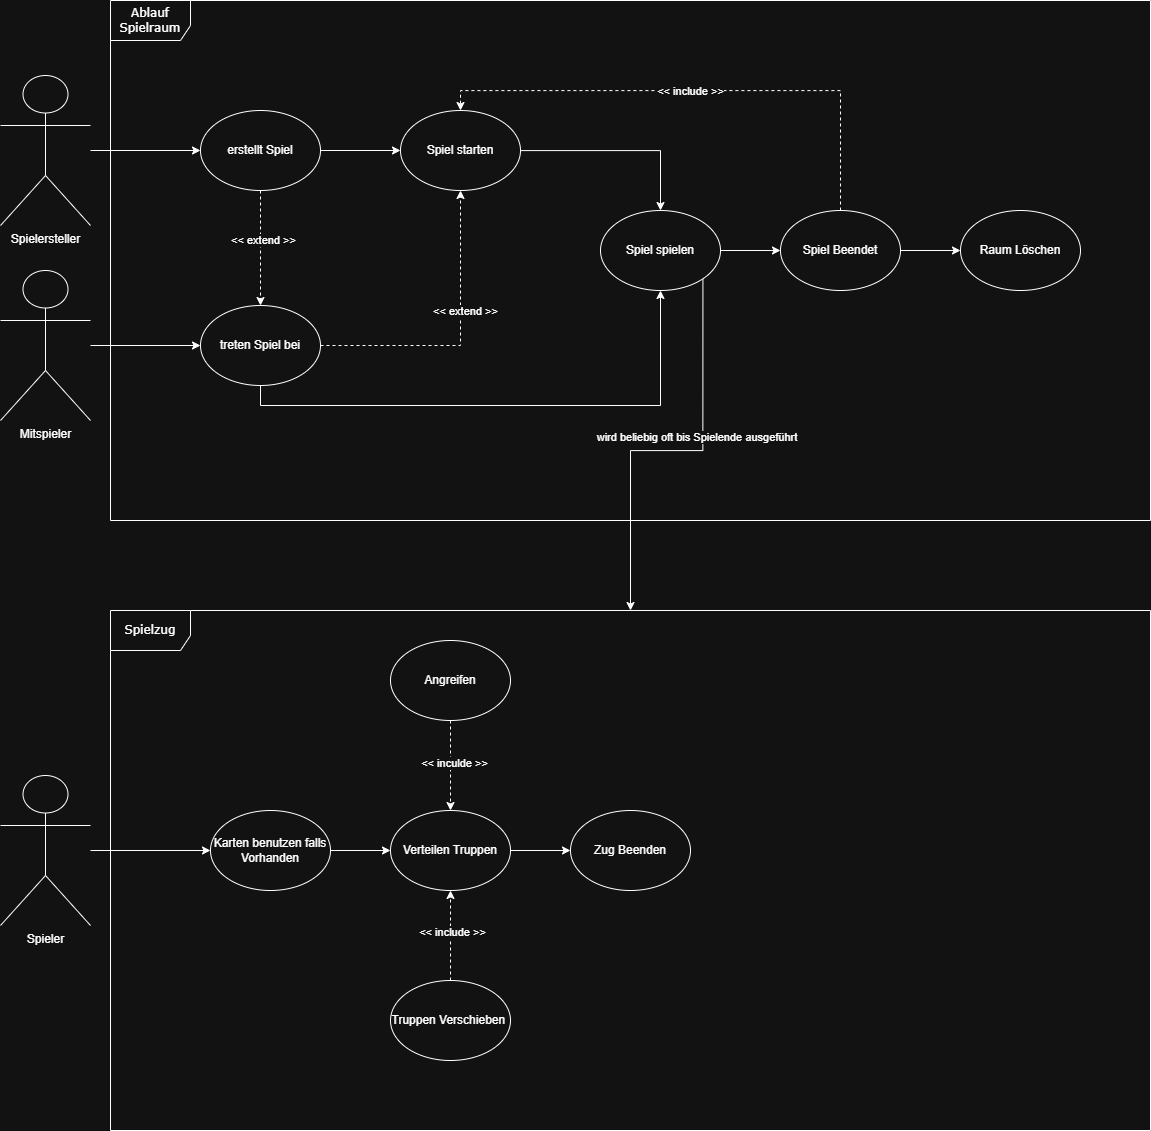 Ablauf
Spielraum
<< include >>
erstellt Spiel
Spiel starten
Spielersteller
<< extend >>
Spiel spielen
Spiel Beendet
Raum Löschen
<< extend >>
treten Spiel bei
Mitspieler
wird beliebig oft bis Spielende ausgeführt
Spielzug
Angreifen
<< inculde >>
Karten benutzen falls
Vorhanden
Verteilen Truppen
Zug Beenden
<< include >>
Spieler
Truppen Verschieben